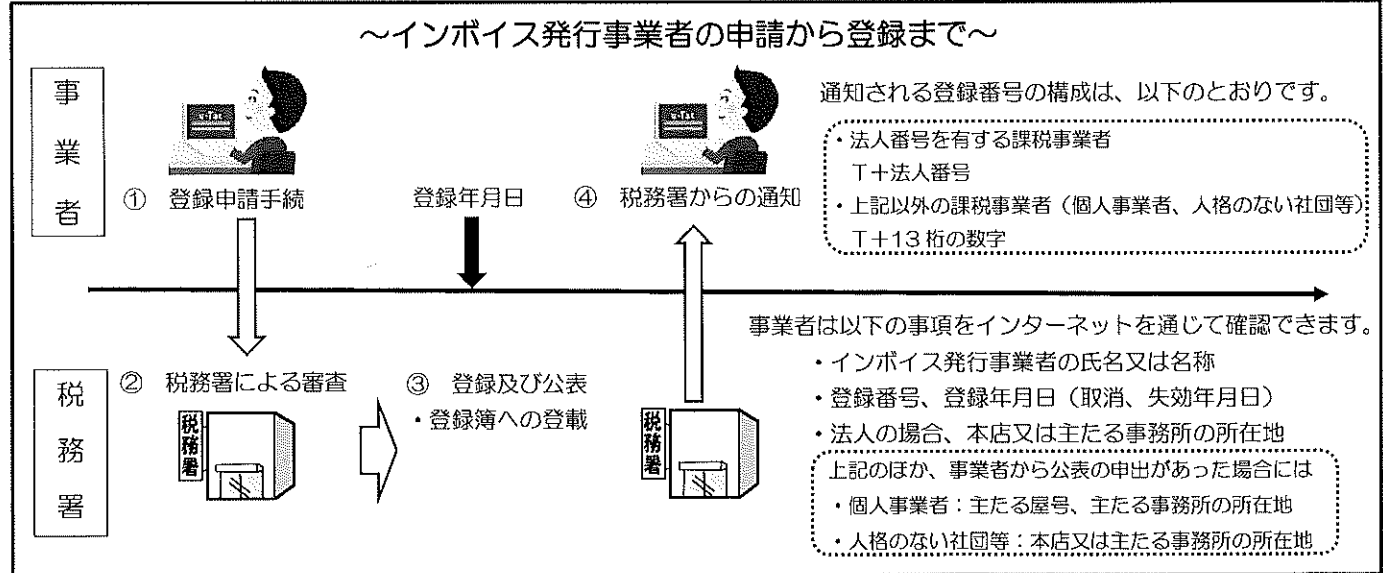 ～インボイス発行事業者の申請から登録まで～
事業者
① 登録申請手続
登録年月日
④ 税務署からの通知
通知される登録番号の構成は、以下のとおりです。
・法人番号を有する課税事業者
T＋法人番号
・上記以外の課税事業者（個人事業者、人格のない社団等）
T＋13桁の数字
税務署
② 税務署による審査
税務署
③ 登録及び公表
・登録簿への登載
税務署
事業者は以下の事項をインターネットを通じて確認できます。
・インボイス発行事業者の氏名又は名称
・登録番号、登録年月日（取消、失効年月日）
・法人の場合、本店又は主たる事務所の所在地
上記のほか、事業者から公表の申出があった場合には
・個人事業者：主たる屋号、主たる事務所の所在地
・人格のない社団等：本店又は主たる事務所の所在地